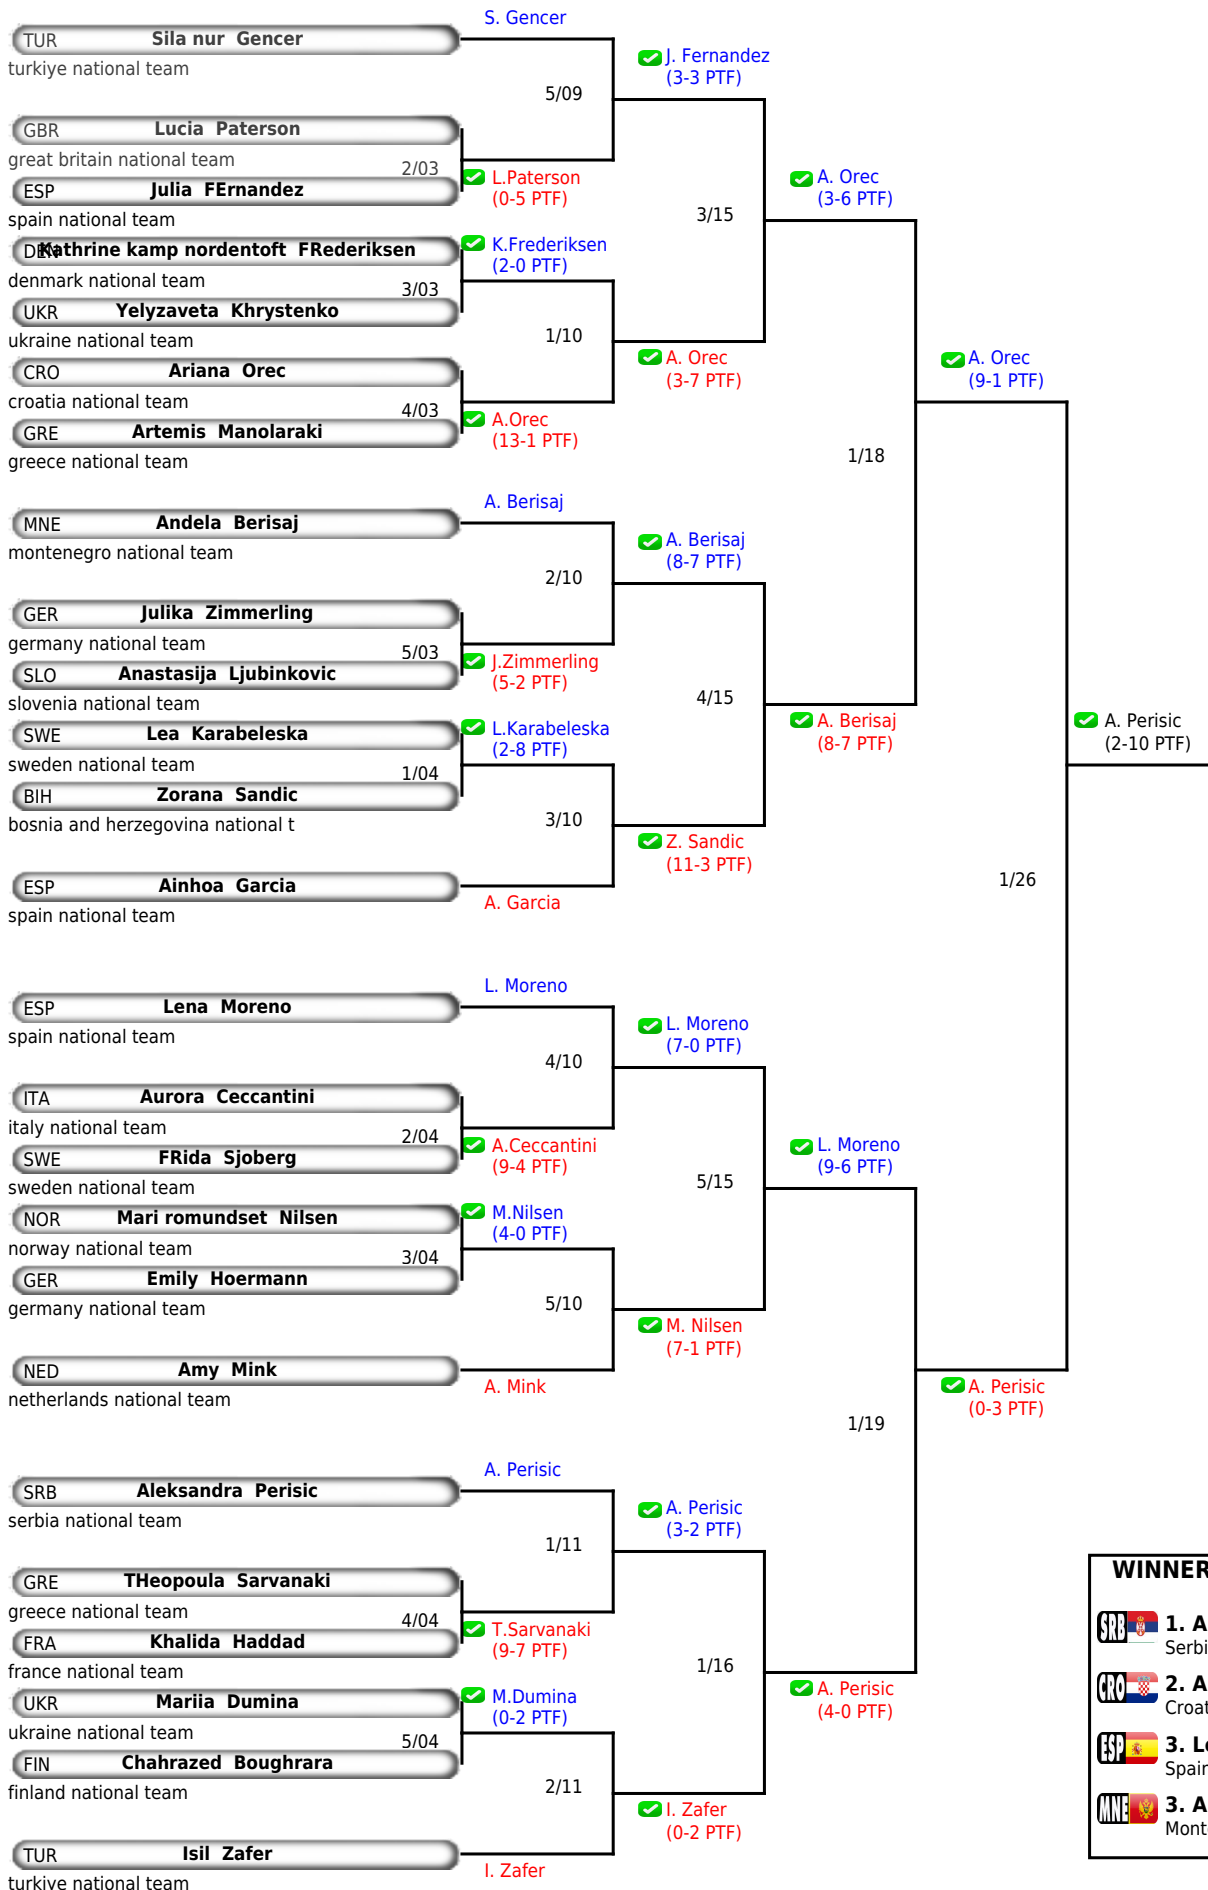 S. Gencer
TUR Sila nur Gencer
turkiye national team
J. Fernandez
(3-3 PTF)
5/09
GBR Lucia Paterson
great britain national team
2/03
L.Paterson
(0-5 PTF)
ESP Julia FErnandez
spain national team
A. Orec
(3-6 PTF)
3/15
DEN Kathrine kamp nordentoft FRederiksen
denmark national team
K.Frederiksen
(2-0 PTF)
3/03
UKR Yelyzaveta Khrystenko
ukraine national team
1/10
A. Orec
(3-7 PTF)
A. Orec
(9-1 PTF)
CRO Ariana Orec
croatia national team
4/03
A.Orec
(13-1 PTF)
GRE Artemis Manolaraki
greece national team
1/18
A. Berisaj
MNE Andela Berisaj
montenegro national team
A. Berisaj
(8-7 PTF)
2/10
GER Julika Zimmerling
germany national team
5/03
J.Zimmerling
(5-2 PTF)
SLO Anastasija Ljubinkovic
slovenia national team
4/15
A. Berisaj
(8-7 PTF)
A. Perisic
(2-10 PTF)
SWE Lea Karabeleska
sweden national team
L.Karabeleska
(2-8 PTF)
1/04
BIH Zorana Sandic
bosnia and herzegovina national t
3/10
Z. Sandic
(11-3 PTF)
ESP Ainhoa Garcia
spain national team
A. Garcia
1/26
L. Moreno
ESP Lena Moreno
spain national team
L. Moreno
(7-0 PTF)
4/10
ITA Aurora Ceccantini
italy national team
2/04
A.Ceccantini
(9-4 PTF)
SWE FRida Sjoberg
sweden national team
L. Moreno
(9-6 PTF)
5/15
NOR Mari romundset Nilsen
norway national team
M.Nilsen
(4-0 PTF)
3/04
GER Emily Hoermann
germany national team
5/10
M. Nilsen
(7-1 PTF)
NED Amy Mink
netherlands national team
A. Mink
A. Perisic
(0-3 PTF)
1/19
A. Perisic
SRB Aleksandra Perisic
serbia national team
A. Perisic
(3-2 PTF)
1/11
GRE THeopoula Sarvanaki
greece national team
4/04
T.Sarvanaki
(9-7 PTF)
FRA Khalida Haddad
france national team
1/16
A. Perisic
(4-0 PTF)
UKR Mariia Dumina
ukraine national team
M.Dumina
(0-2 PTF)
5/04
FIN Chahrazed Boughrara
finland national team
2/11
I. Zafer
(0-2 PTF)
TUR Isil Zafer
turkiye national team
I. Zafer
WINNER
SRB 1. A
Serbi
CRO 2. A
Croat
ESP 3. Le
Spain
MNE 3. A
Mont